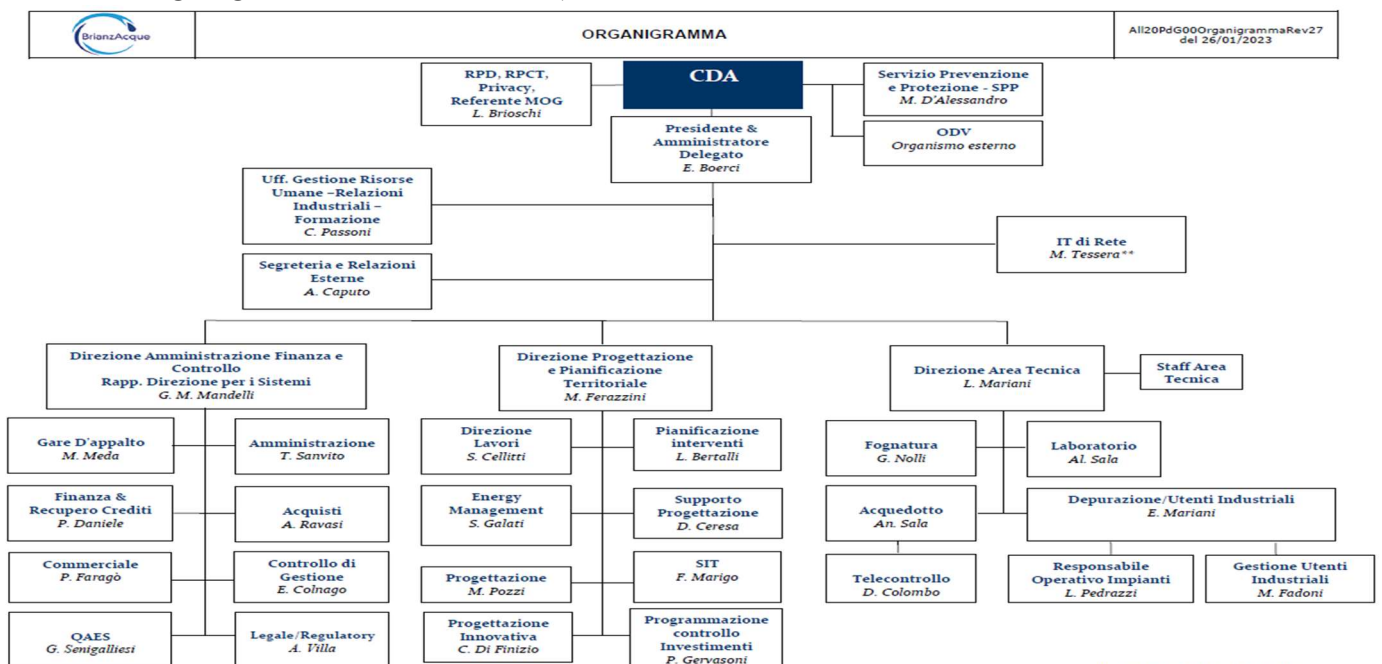 BrianzAcque
ORGANIGRAMMA
All20PdG00OrganigrammaRev27
del 26/01/2023
RPD, RPCT,
Privacy,
Referente MOG
L. Brioschi
CDA
Servizio Prevenzione
e Protezione - SPP
M. D'Alessandro
Presidente &
Amministratore
Delegato
E. Boerci
ODV
Organismo esterno
Uff. Gestione Risorse
Umane –Relazioni
Industriali –
Formazione
C. Passoni
IT di Rete
M. Tessera**
Segreteria e Relazioni
Esterne
A. Caputo
Direzione Amministrazione Finanza e
Controllo
Rapp. Direzione per i Sistemi
G. M. Mandelli
Direzione Progettazione
e Pianificazione
Territoriale
M. Ferazzini
Direzione Area Tecnica
L. Mariani
Staff Area
Tecnica
Gare D'appalto
M. Meda
Amministrazione
T. Sanvito
Direzione
Lavori
S. Cellitti
Pianificazione
interventi
L. Bertalli
Fognatura
G. Nolli
Laboratorio
Al. Sala
Finanza &
Recupero Crediti
P. Daniele
Acquisti
A. Ravasi
Energy
Management
S. Galati
Supporto
Progettazione
D. Ceresa
Acquedotto
An. Sala
Depurazione/Utenti Industriali
E. Mariani
Commerciale
P. Faragò
Controllo di
Gestione
E. Colnago
Progettazione
M. Pozzi
SIT
F. Marigo
Telecontrollo
D. Colombo
Responsabile
Operativo Impianti
L. Pedrazzi
Gestione Utenti
Industriali
M. Fadoni
QAES
G. Senigalliesi
Legale/Regulatory
A. Villa
Progettazione
Innovativa
C. Di Finizio
Programmazione
controllo
Investimenti
P. Gervasoni